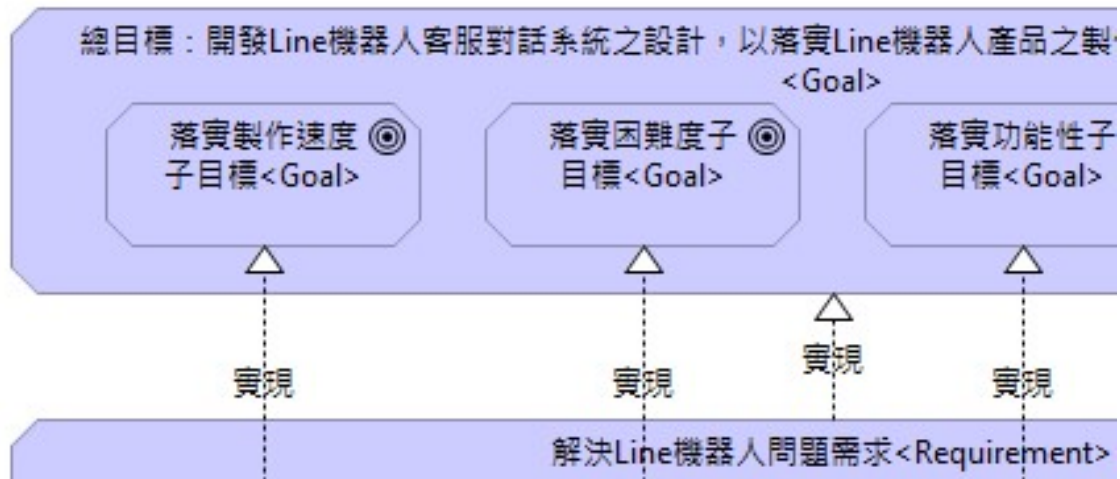 總目標：開發Line機器人客服對話系統之設計，以落實Line機器人產品之製
<Goal>
落實製作速度
子目標<Goal>
落實困難度子
目標<Goal>
落實功能性子
目標<Goal>
實現
實現
實現
實現
解決Line機器人問題需求<Requirement>